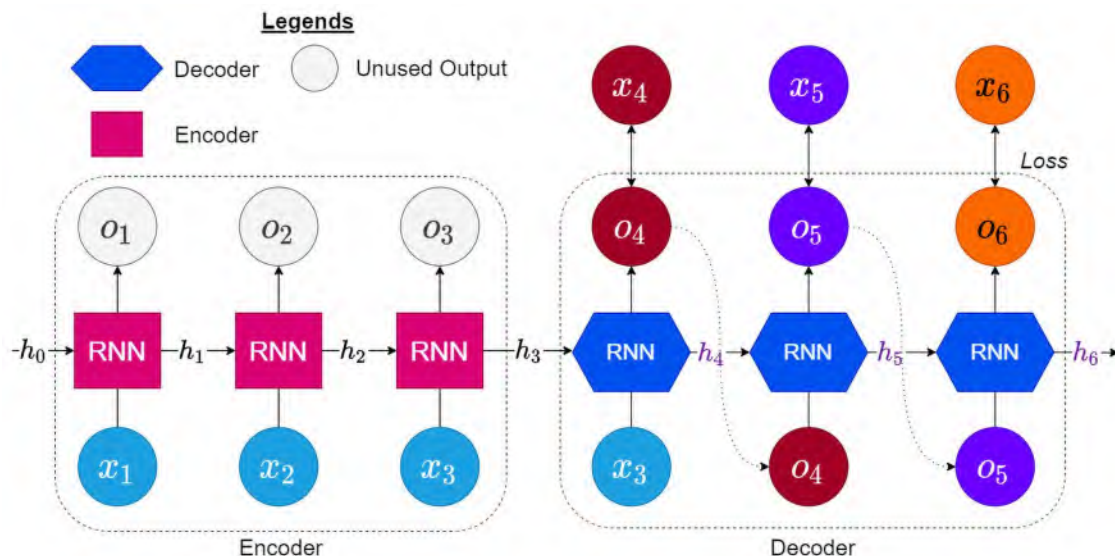 Legends
Decoder
Unused Output
Encoder
x₄ x₅ x₆
Loss
o₁ o₂ o₃ o₄ o₅ o₆
h₀ RNN h₁ RNN h₂ RNN h₃ RNN h₄ RNN h₅ RNN h₆
x₁ x₂ x₃ x₃ o₄ o₅
Encoder
Decoder